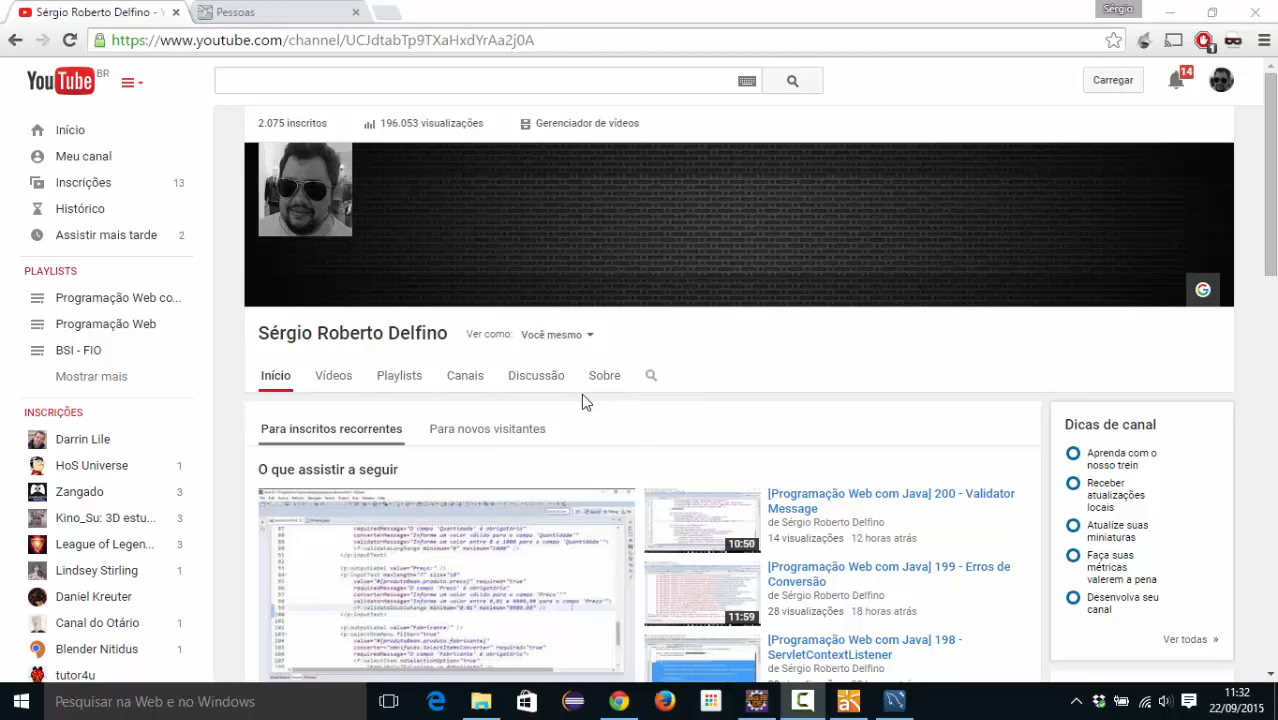 Sérgio Roberto Delfino -
Pessoas
Sérgio
https://www.youtube.com/channel/UCJdtabTp9TXaHxdYrAa2j0A
1
YouTube BR
Carregar
14
Início
Meu canal
Inscrições 13
Histórico
Assistir mais tarde 2
PLAYLISTS
Programação Web co...
Programação Web
BSI - FIO
Mostrar mais
INSCRIÇÕES
Darrin Lile
HoS Universe 1
Zangado 3
Kino_Su: 3D estu... 3
League of Legen... 3
Lindsey Stirling 1
Daniel Kreuter
Canal do Otário 1
Blender Nitidus 1
tutor4u
2.075 inscritos
196.053 visualizações
Gerenciador de vídeos
Sérgio Roberto Delfino
Ver como: Você mesmo
Início Vídeos Playlists Canais Discussão Sobre
Para inscritos recorrentes Para novos visitantes
O que assistir a seguir
[Programação Web com Java] 200 - Validator
Message
de Sérgio Roberto Delfino
14 visualizações 12 horas atrás
10:50
[Programação Web com Java] 199 - Erros de
Conversão
de Sérgio Roberto Delfino
28 visualizações 18 horas atrás
11:59
[Programação Web com Java] 198 -
ServletContextListener
de Sérgio Roberto Delfino
Dicas de canal
Aprenda com o
nosso trein
Receber
atualizações
locais
Ajuste suas
miniaturas
Faça suas
métricas
valerem a pena
Desenvolva seu
canal
Ver todas »
Pesquisar na Web e no Windows
11:32
22/09/2015